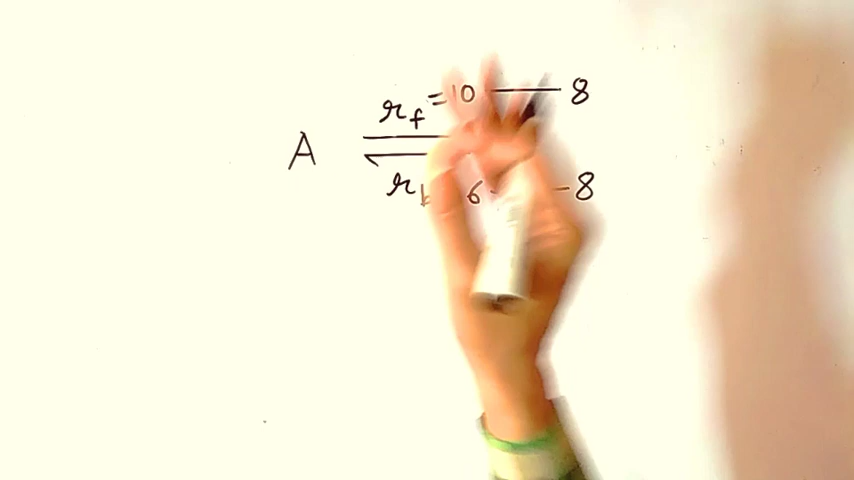 r_f = 10 — 8
A ⇌
r_b 6 – 8